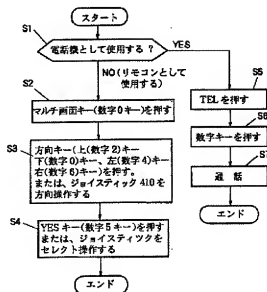 スタート
S1
電話機として使用する?
YES
NO(リモコンとして
使用する)
S2
マルチ画面キー(数字0キー)を押す
S5
TELを押す
S6
数字キーを押す
S7
通話
エンド
S3
方向キー(上(数字2)キー
下(数字0)キー、左(数字4)キー
右(数字6)キー)を押す。
または、ジョイスティック410を
方向操作する
S4
YESキー(数字5キー)を押す
または、ジョイスティツクを
セレクト操作する
エンド